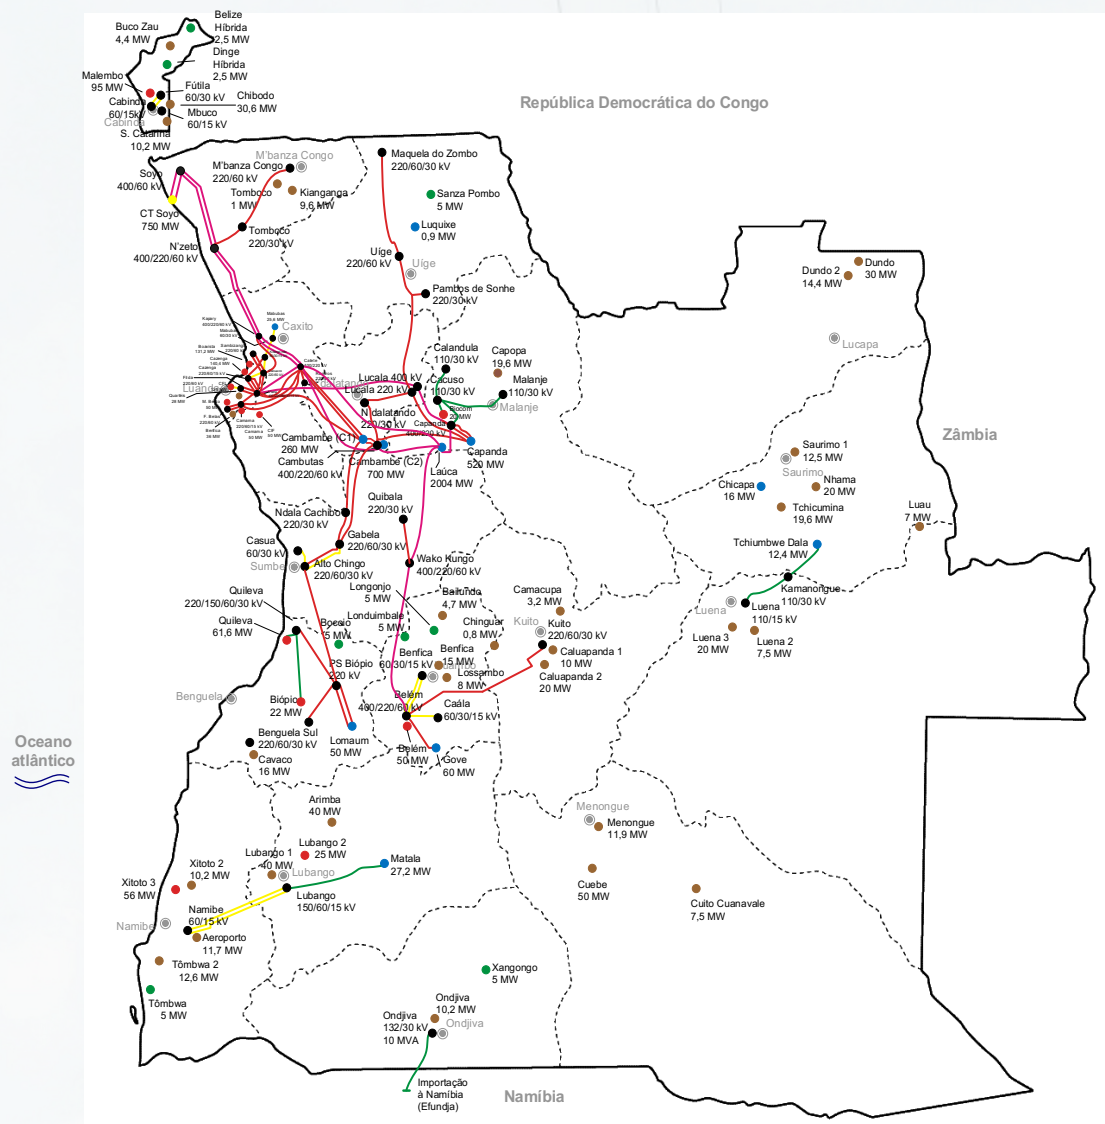 Belize
Híbrida
2,5 MW
Buco Zau
4,4 MW
Dinge
Híbrida
2,5 MW
Malembo
95 MW
Fútila
60/30 kV
Chibodo
30,6 MW
Cabinda
60/15kV
Mbuco
60/15 kV
Cabinda
S. Catarina
10,2 MW
República Democrática do Congo
Soyo
400/60 kV
M'banza Congo
M'banza Congo
220/60 kV
Maquela do Zombo
220/60/30 kV
Tomboco
1 MW
Kianganga
9,6 MW
Sanza Pombo
5 MW
CT Soyo
750 MW
Tomboco
220/30 kV
Luquixe
0,9 MW
N'zeto
400/220/60 kV
Uíge
220/60 kV
Uíge
Pambos de Sonhe
220/30 kV
Dundo
30 MW
Dundo 2
14,4 MW
Lucapa
Caxito
Calandula
110/30 kV
Capopa
19,6 MW
Lucala 400 kV
Lucala 220 kV
Cacuso
110/30 kV
Malanje
110/30 kV
Malanje
Luanda
N'dalatando
220/30 kV
Biocom
Capanda
400/220 kV
Cambambe (C1)
260 MW
Cambutas
400/220/60 kV
Cambambe (C2)
700 MW
Laúca
2004 MW
Capanda
520 MW
Zâmbia
Saurimo 1
12,5 MW
Saurimo
Chicapa
16 MW
Nhama
20 MW
Tchicumina
19,6 MW
Luau
7 MW
Tchiumbwe Dala
12,4 MW
Kamanongue
110/30 kV
Luena
Luena
110/15 kV
Luena 3
20 MW
Luena 2
7,5 MW
Quibala
220/30 kV
Ndala Cachibo
220/30 kV
Gabela
220/60/30 kV
Casua
60/30 kV
Sumbe
Alto Chingo
220/60/30 kV
Wako Kungo
400/220/60 kV
Quileva
220/150/60/30 kV
Longonjo
5 MW
Bailundo
4,7 MW
Camacupa
3,2 MW
Quileva
61,6 MW
Bocoio
5 MW
Londuimbale
5 MW
Chinguar
0,8 MW
Kuito
Kuito
220/60/30 kV
Benfica
60/30/15 kV
Benfica
15 MW
Caluapanda 1
10 MW
PS Biópio
220 kV
Lossambo
8 MW
Caluapanda 2
20 MW
Benguela
Biópio
22 MW
Belém
400/220/60 kV
Caála
60/30/15 kV
Benguela Sul
220/60/30 kV
Lomaum
50 MW
Belém
50 MW
Gove
60 MW
Cavaco
16 MW
Oceano
atlântico
Arimba
40 MW
Menongue
Menongue
11,9 MW
Lubango 2
25 MW
Lubango 1
40 MW
Lubango
Matala
27,2 MW
Xitoto 2
10,2 MW
Xitoto 3
56 MW
Lubango
150/60/15 kV
Cuebe
50 MW
Cuito Cuanavale
7,5 MW
Namibe
60/15 kV
Namibe
Aeroporto
11,7 MW
Tômbwa 2
12,6 MW
Tômbwa
5 MW
Xangongo
5 MW
Ondjiva
10,2 MW
Ondjiva
132/30 kV
10 MVA
Ondjiva
Importação
à Namíbia
(Efundja)
Namíbia